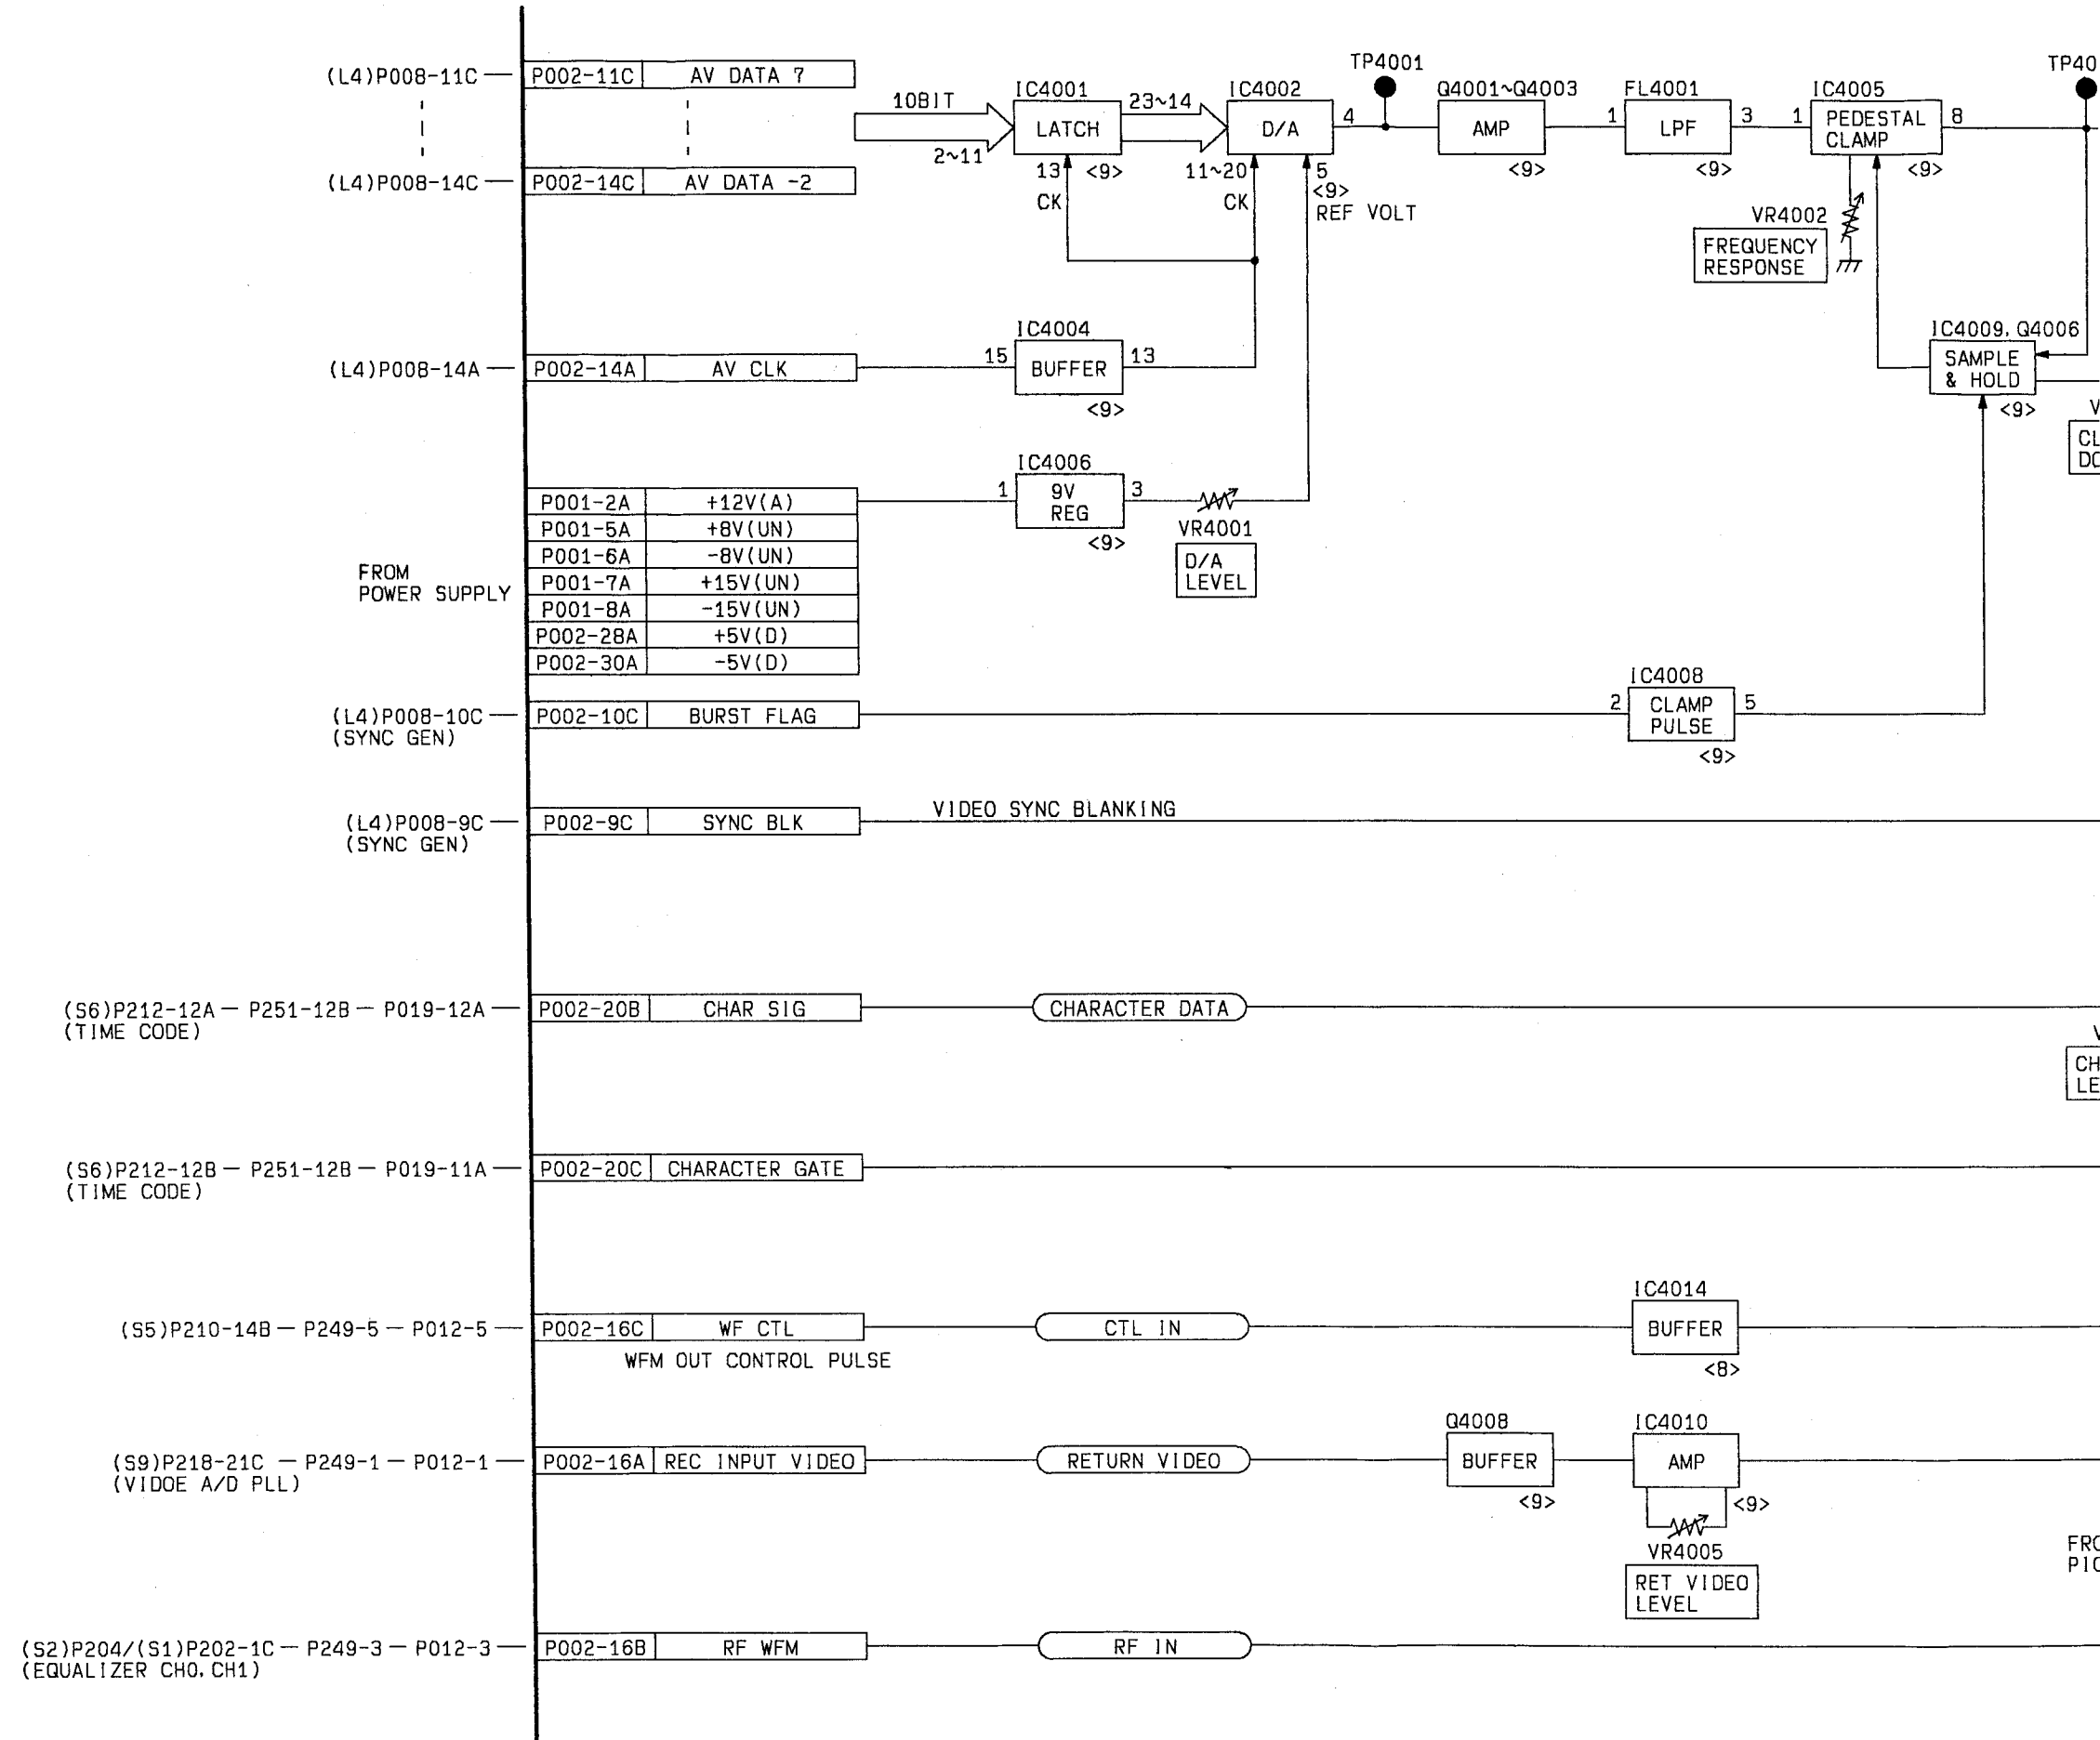 (L4)P008-11C
P002-11C AV DATA 7
(L4)P008-14C
P002-14C AV DATA -2
10BIT
2~11
IC4001
LATCH
13
<9>
CK
23~14
IC4002
D/A
11~20
CK
4
5
<9>
REF VOLT
TP4001
Q4001~Q4003
AMP
<9>
FL4001
1
LPF
3
<9>
IC4005
1
PEDESTAL
CLAMP
8
<9>
TP40
VR4002
FREQUENCY
RESPONSE
IC4009,Q4006
SAMPLE
& HOLD
<9>
V
CL
DC
(L4)P008-14A
P002-14A AV CLK
IC4004
15
BUFFER
13
<9>
FROM
POWER SUPPLY
P001-2A +12V(A)
P001-5A +8V(UN)
P001-6A -8V(UN)
P001-7A +15V(UN)
P001-8A -15V(UN)
P002-28A +5V(D)
P002-30A -5V(D)
IC4006
1
9V
REG
3
<9>
VR4001
D/A
LEVEL
(L4)P008-10C
(SYNC GEN)
P002-10C BURST FLAG
IC4008
2
CLAMP
PULSE
5
<9>
(L4)P008-9C
(SYNC GEN)
P002-9C SYNC BLK
VIDEO SYNC BLANKING
(S6)P212-12A — P251-12B — P019-12A
(TIME CODE)
P002-20B CHAR SIG
CHARACTER DATA
V
CH
LE
(S6)P212-12B — P251-12B — P019-11A
(TIME CODE)
P002-20C CHARACTER GATE
(S5)P210-14B — P249-5 — P012-5
P002-16C WF CTL
WFM OUT CONTROL PULSE
CTL IN
IC4014
BUFFER
<8>
(S9)P218-21C — P249-1 — P012-1
(VIDOE A/D PLL)
P002-16A REC INPUT VIDEO
RETURN VIDEO
Q4008
BUFFER
<9>
IC4010
AMP
<9>
VR4005
RET VIDEO
LEVEL
FRO
PIC
(S2)P204/(S1)P202-1C — P249-3 — P012-3
(EQUALIZER CH0,CH1)
P002-16B RF WFM
RF IN